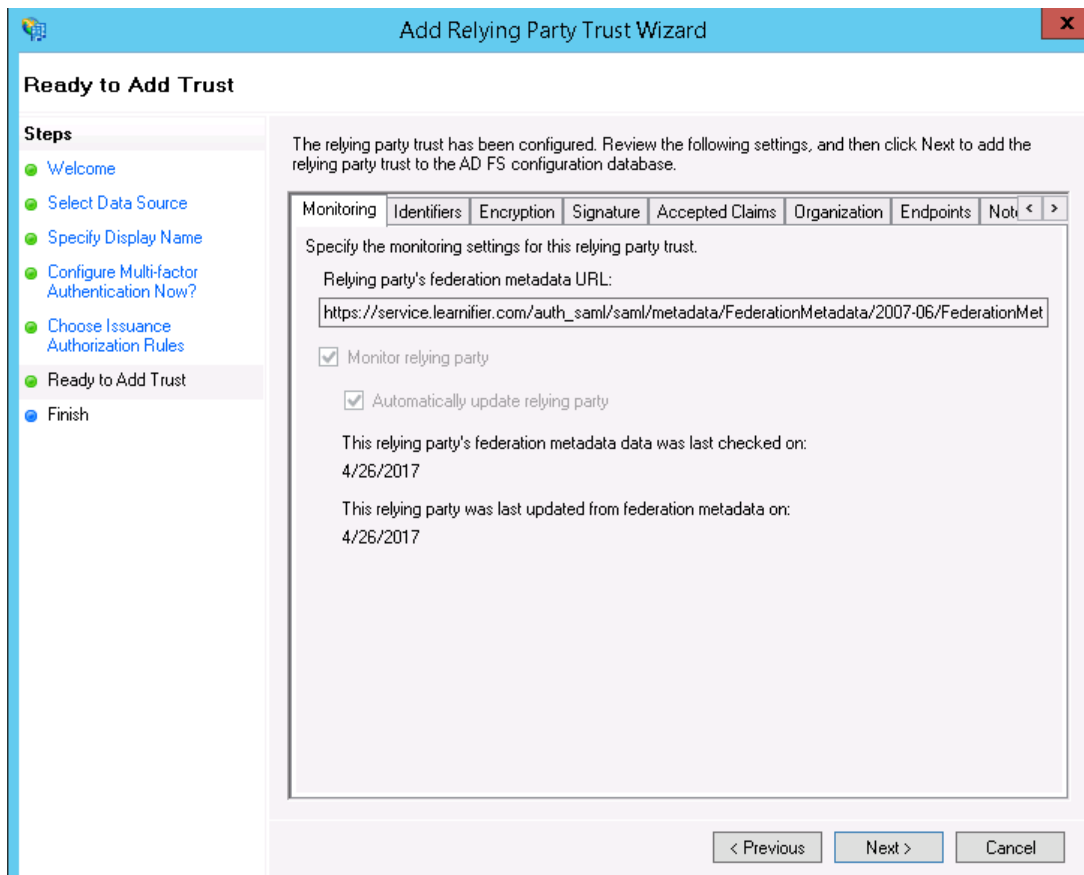 Add Relying Party Trust Wizard
x
Ready to Add Trust
Steps
Welcome
Select Data Source
Specify Display Name
Configure Multi-factor
Authentication Now?
Choose Issuance
Authorization Rules
Ready to Add Trust
Finish
The relying party trust has been configured. Review the following settings, and then click Next to add the
relying party trust to the AD FS configuration database.
Monitoring Identifiers Encryption Signature Accepted Claims Organization Endpoints Note < >
Specify the monitoring settings for this relying party trust.
Relying party's federation metadata URL:
https://service.learnifier.com/auth_saml/saml/metadata/FederationMetadata/2007-06/FederationMet
Monitor relying party
Automatically update relying party
This relying party's federation metadata data was last checked on:
4/26/2017
This relying party was last updated from federation metadata on:
4/26/2017
< Previous Next > Cancel